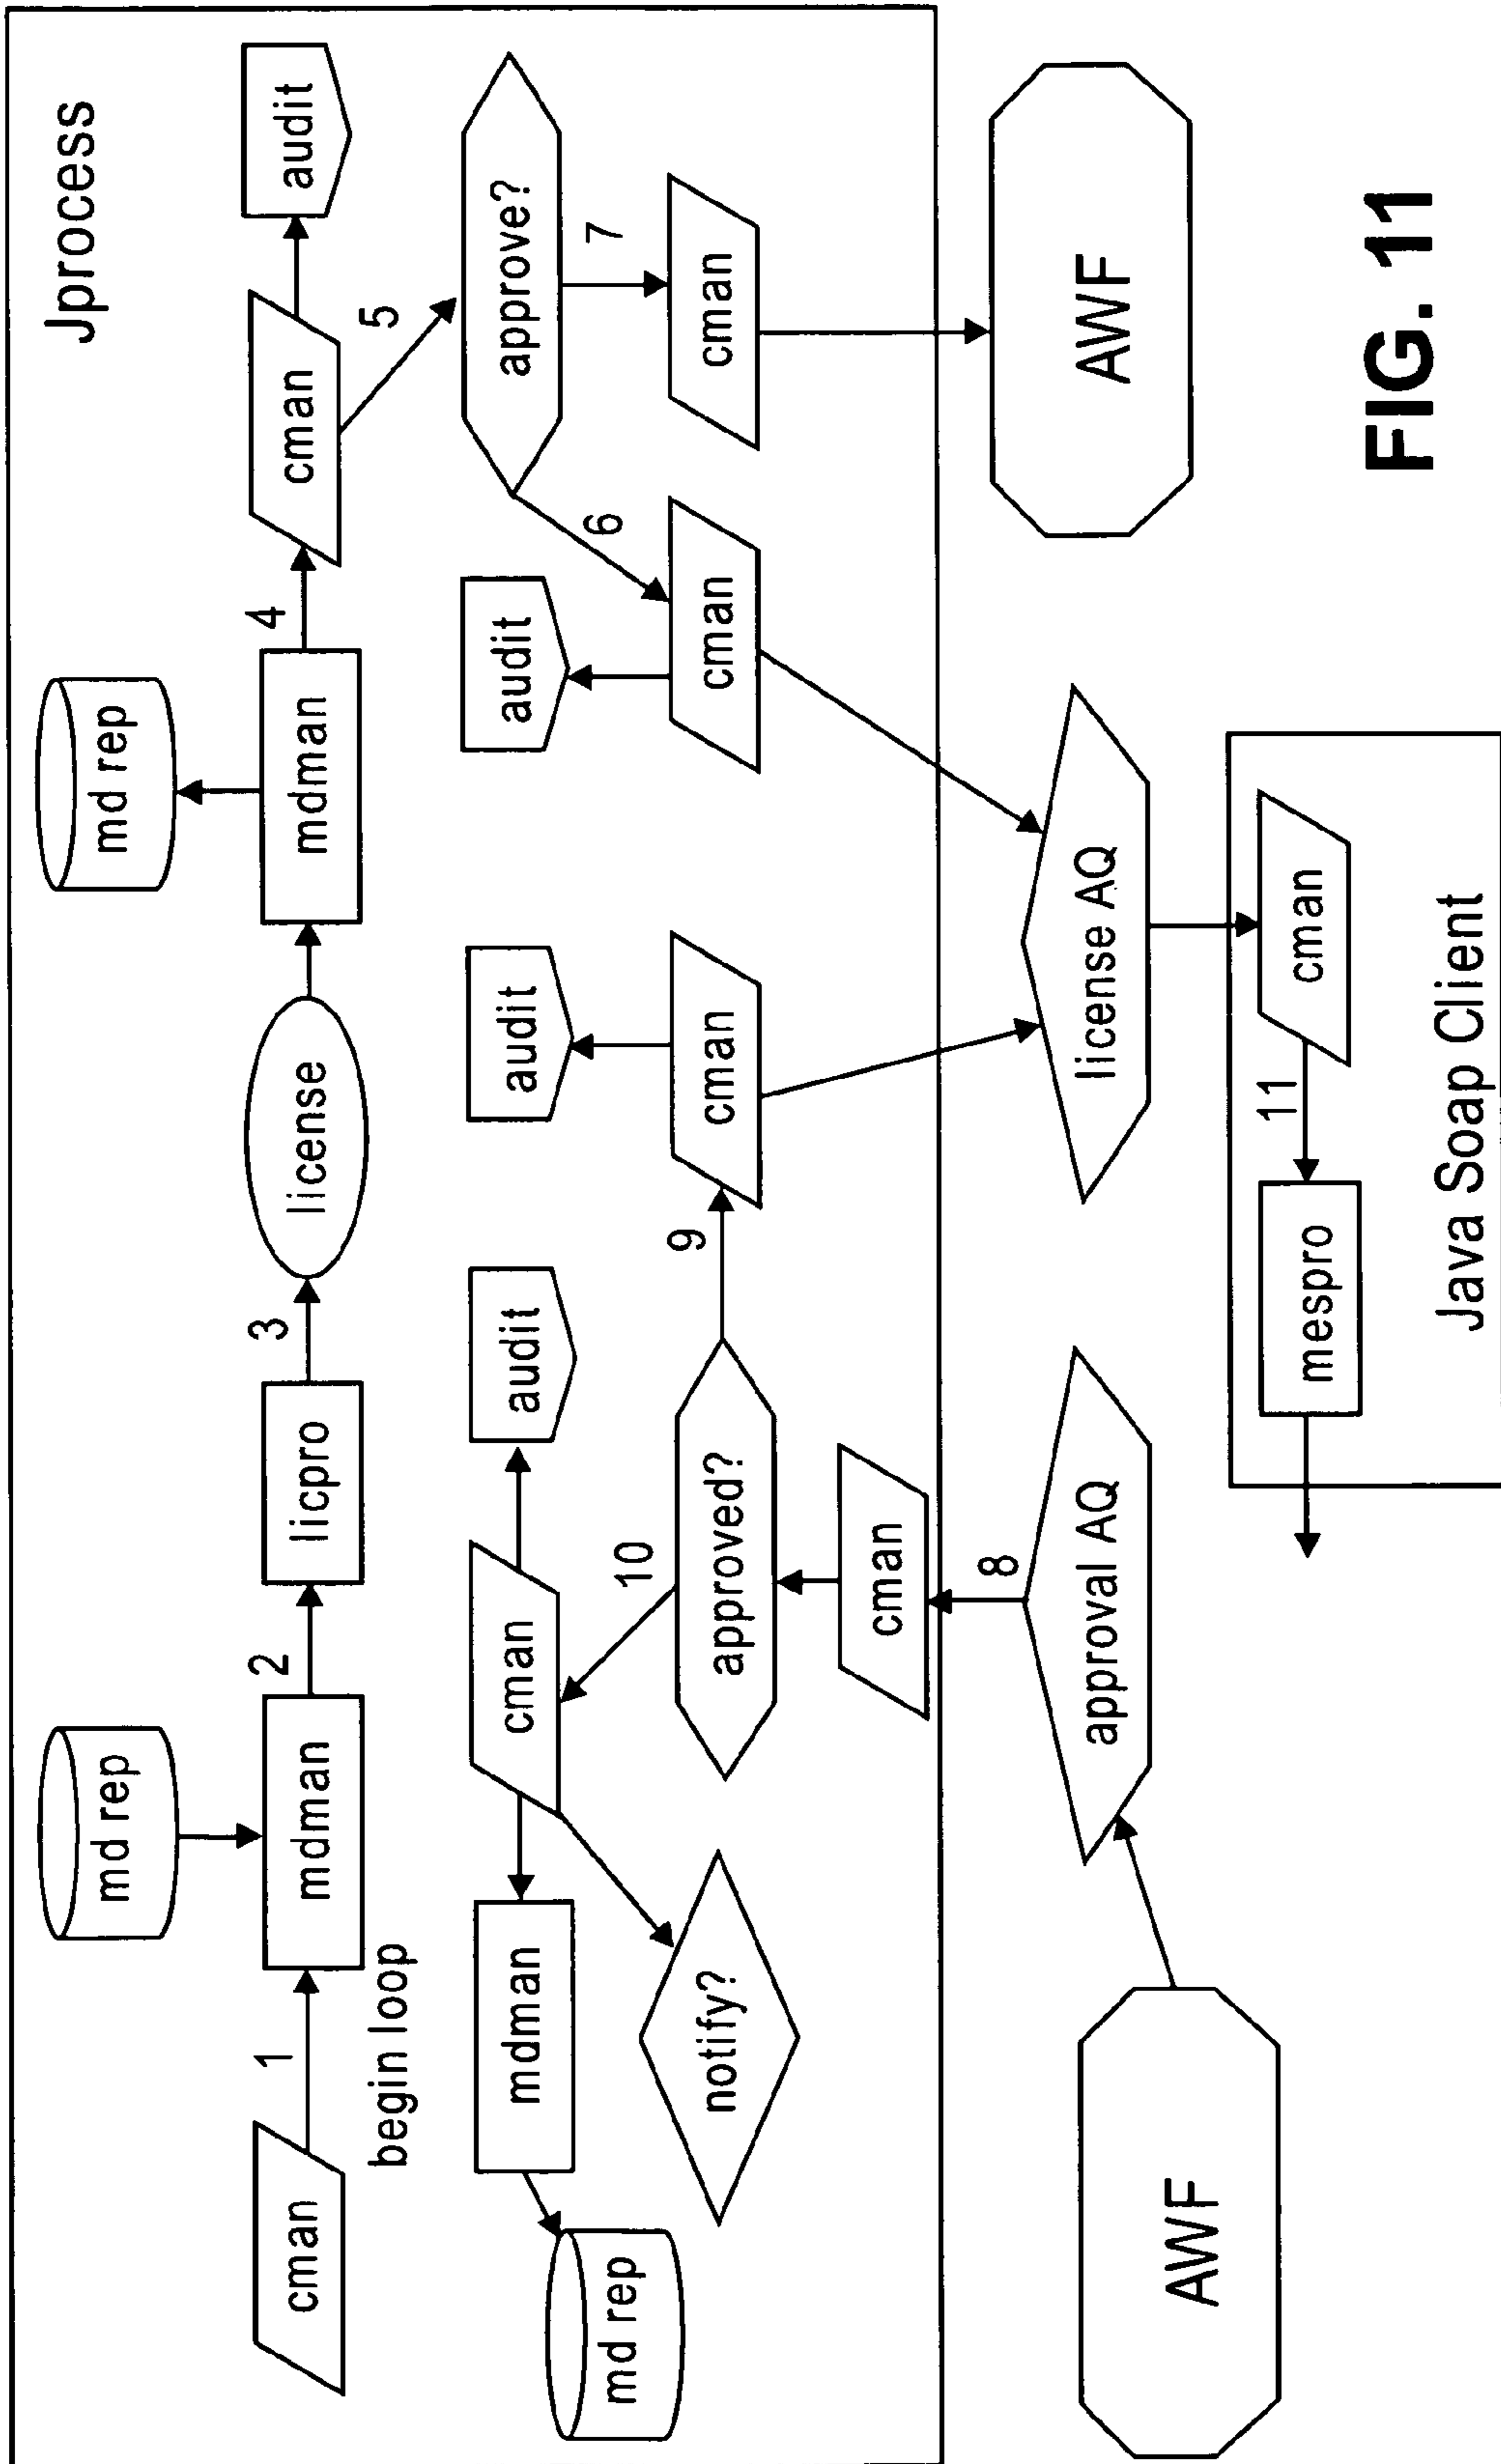 Jprocess
md rep
md rep
cman
1
mdman
2
licpro
3
license
mdman
4
cman
audit
begin loop
5
md rep
mdman
cman
audit
audit
audit
approve?
notify?
10
approved?
9
cman
6
cman
7
cman
cman
8
AWF
approval AQ
license AQ
AWF
mespro
11
cman
Java Soap Client
FIG. 11